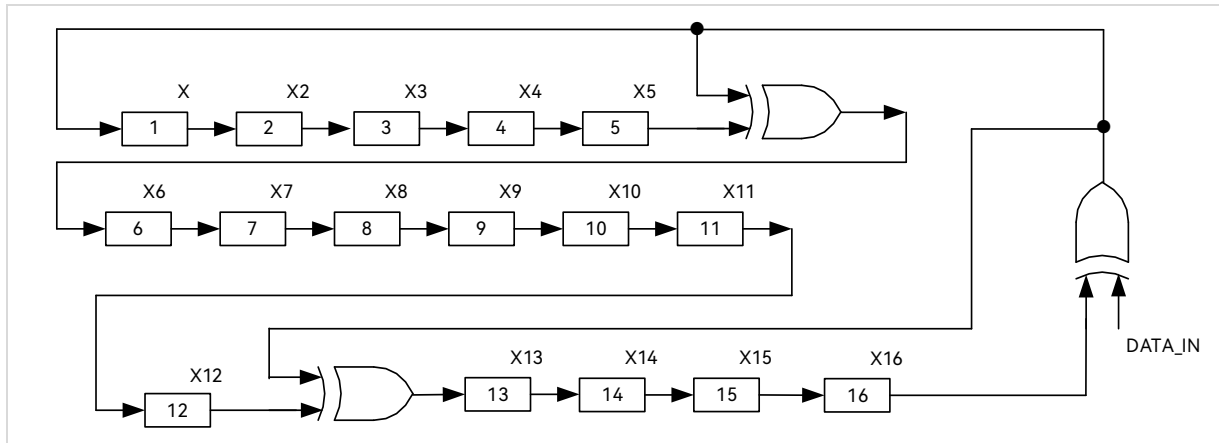 X X2 X3 X4 X5
1 2 3 4 5
X6 X7 X8 X9 X10 X11
6 7 8 9 10 11
DATA_IN
X12 X13 X14 X15 X16
12 13 14 15 16